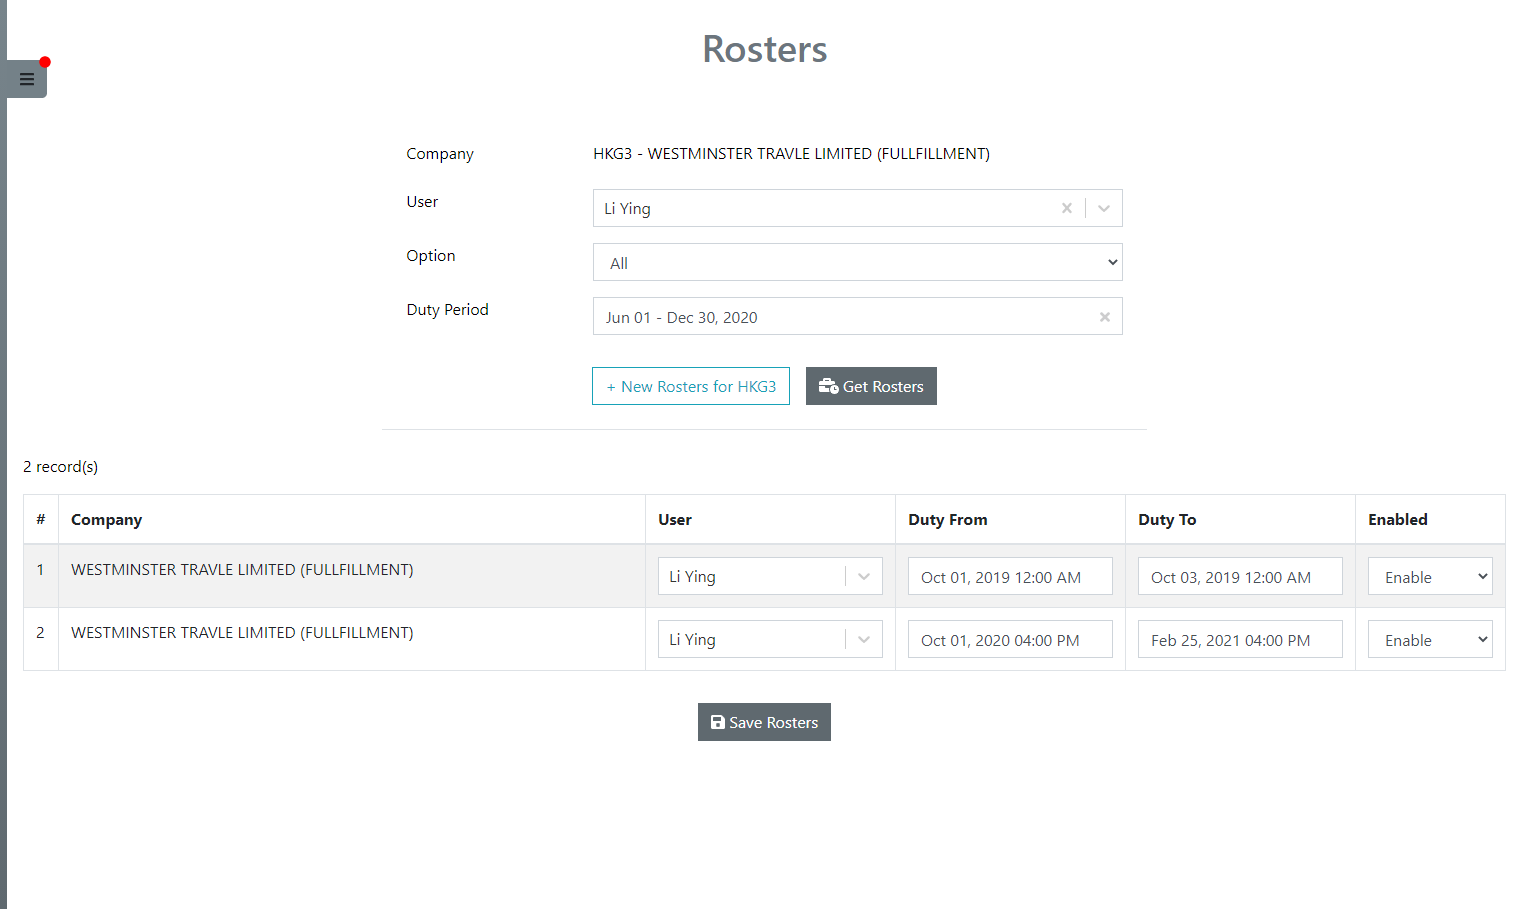 Rosters
Company HKG3 - WESTMINSTER TRAVLE LIMITED (FULLFILLMENT)
User Li Ying
Option All
Duty Period Jun 01 - Dec 30, 2020
+ New Rosters for HKG3 Get Rosters
2 record(s)
# Company User Duty From Duty To Enabled
1 WESTMINSTER TRAVLE LIMITED (FULLFILLMENT) Li Ying Oct 01, 2019 12:00 AM Oct 03, 2019 12:00 AM Enable
2 WESTMINSTER TRAVLE LIMITED (FULLFILLMENT) Li Ying Oct 01, 2020 04:00 PM Feb 25, 2021 04:00 PM Enable
Save Rosters